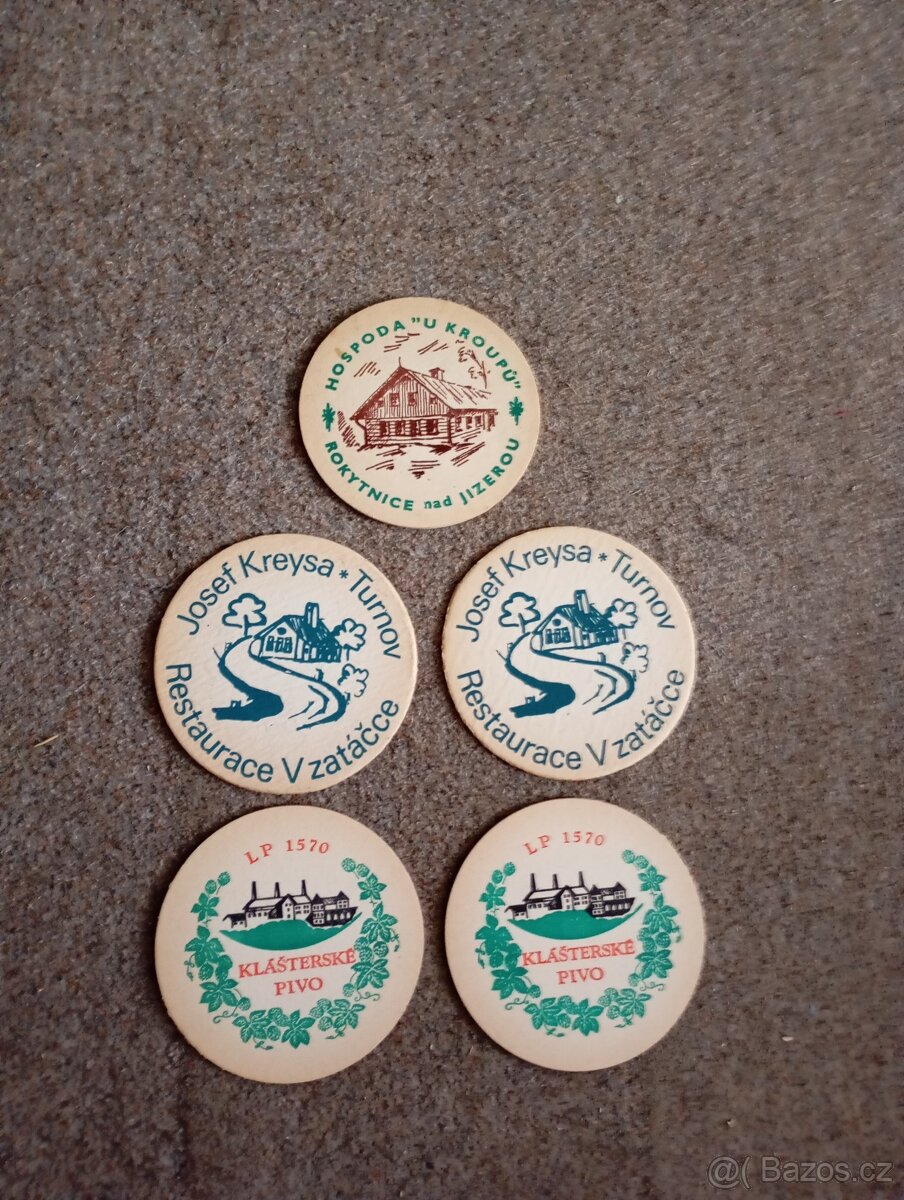 HOSPODA "U KROUPŮ"
ROKYTNICE nad JIZEROU
Josef Kreysa * Turnov
Restaurace V zatáčce
Josef Kreysa * Turnov
Restaurace V zatáčce
LP 1570
KLÁŠTERSKÉ
PIVO
LP 1570
KLÁŠTERSKÉ
PIVO
@( Bazos.cz